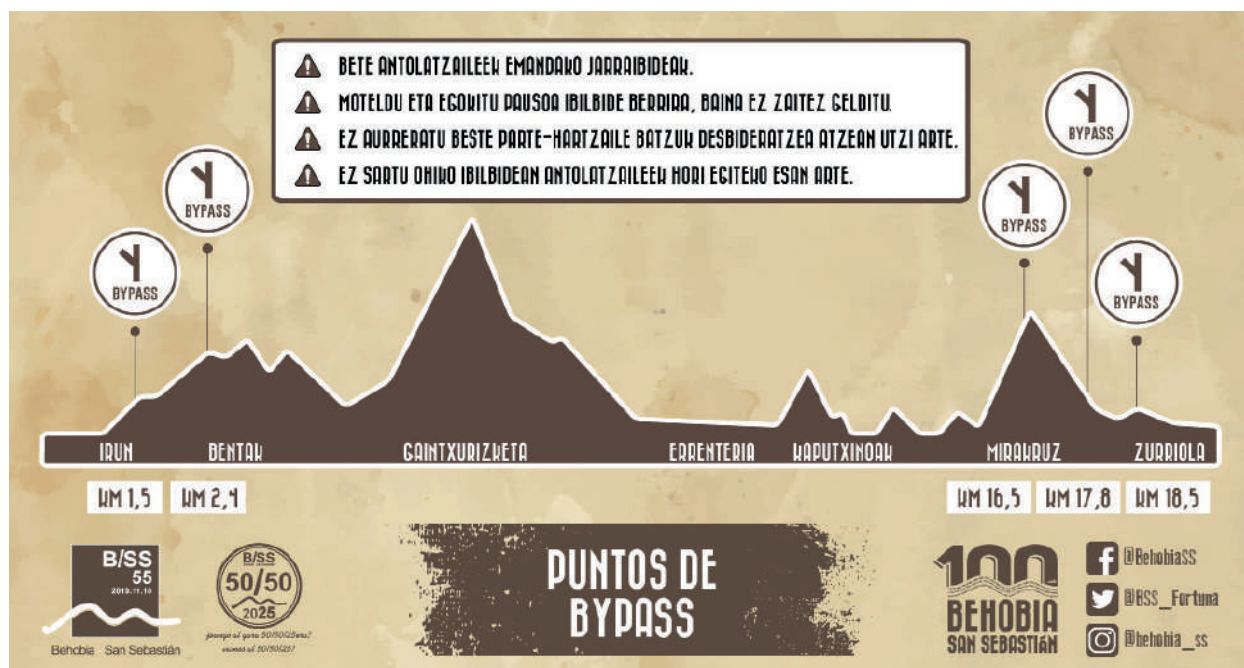 BETE ANTOLATZAILEEK EMANDAKO JARRAIBIDEAK.
MOTELDU ETA EGOKITU PAUSOA IBILBIDE BERRIRA, BAINA EZ ZAITEZ GELDITU.
EZ AURRERATU BESTE PARTE-HARTZAILE BATZUK DESBIDERATZEA ATZEAN UTZI ARTE.
EZ SARTU OHIKO IBILBIDEAN ANTOLATZAILEEK HORI EGITEKO ESAN ARTE.
BYPASS
BYPASS
BYPASS
BYPASS
BYPASS
IRUN BENTAK GAINTXURIZKETA ERRENTERIA KAPUTXINOAK MIRAKRUZ ZURRIOLA
KM 1,5 KM 2,4 KM 16,5 KM 17,8 KM 18,5
B/SS
55
2019.11.10
Behobia San Sebastián
B/SS
50/50
2025
PUNTOS DE
BYPASS
100
BEHOBIA
SAN SEBASTIÁN
@BehobiaSS
@BSS_Fortuna
@behobia_ss